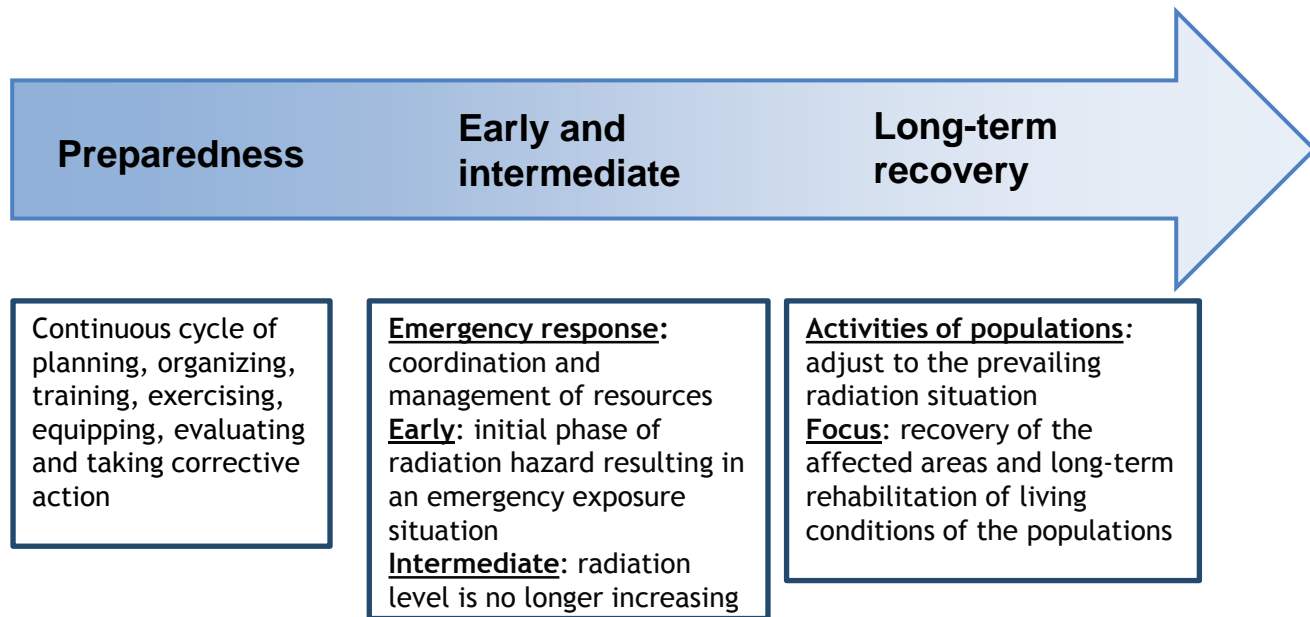 Preparedness
Early and
intermediate
Long-term
recovery
Continuous cycle of
planning, organizing,
training, exercising,
equipping, evaluating
and taking corrective
action
Emergency response:
coordination and
management of resources
Early: initial phase of
radiation hazard resulting in
an emergency exposure
situation
Intermediate: radiation
level is no longer increasing
Activities of populations:
adjust to the prevailing
radiation situation
Focus: recovery of the
affected areas and long-term
rehabilitation of living
conditions of the populations